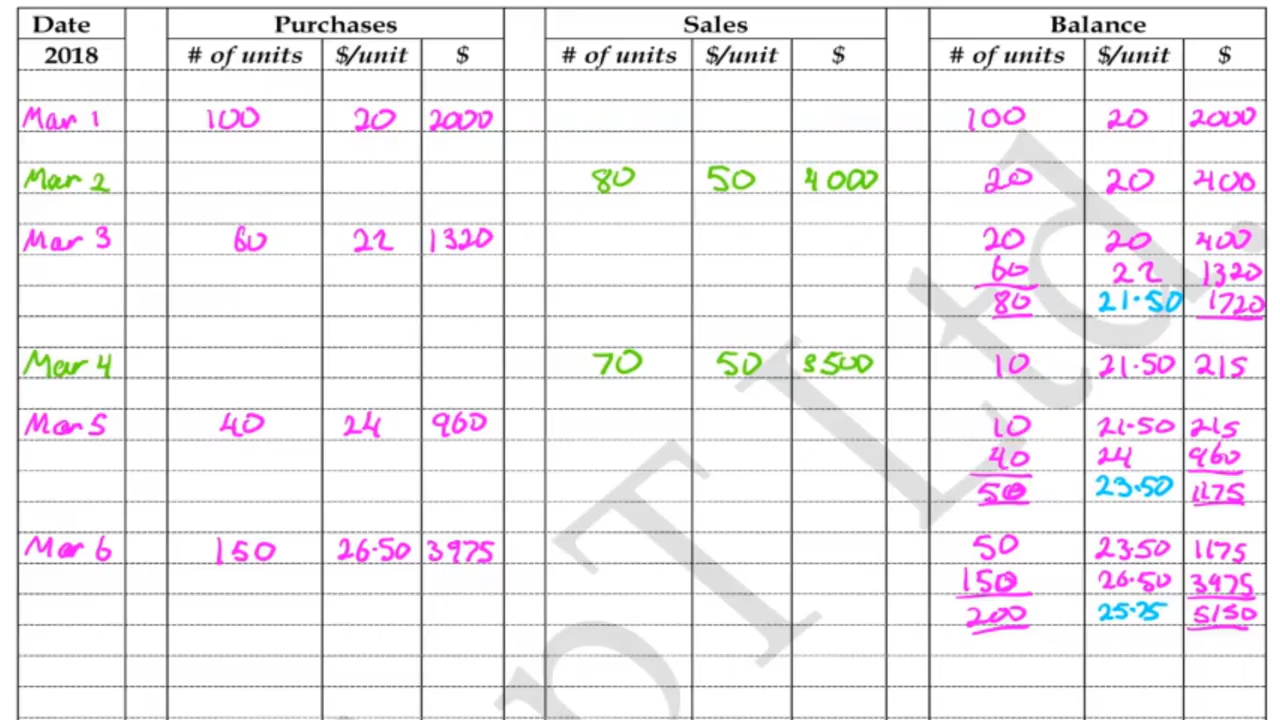 Date Purchases Sales Balance
2018 # of units $/unit $ # of units $/unit $ # of units $/unit $
Mar 1 100 20 2000 100 20 2000
Mar 2 80 50 4000 20 20 400
Mar 3 60 22 1320 20 20 400
60 22 1320
80 21.50 1720
Mar 4 70 50 3500 10 21.50 215
Mar 5 40 24 960 10 21.50 215
40 24 960
50 23.50 1175
Mar 6 150 26.50 3975 50 23.50 1175
150 26.50 3975
200 25.75 5150
pT Ltd.